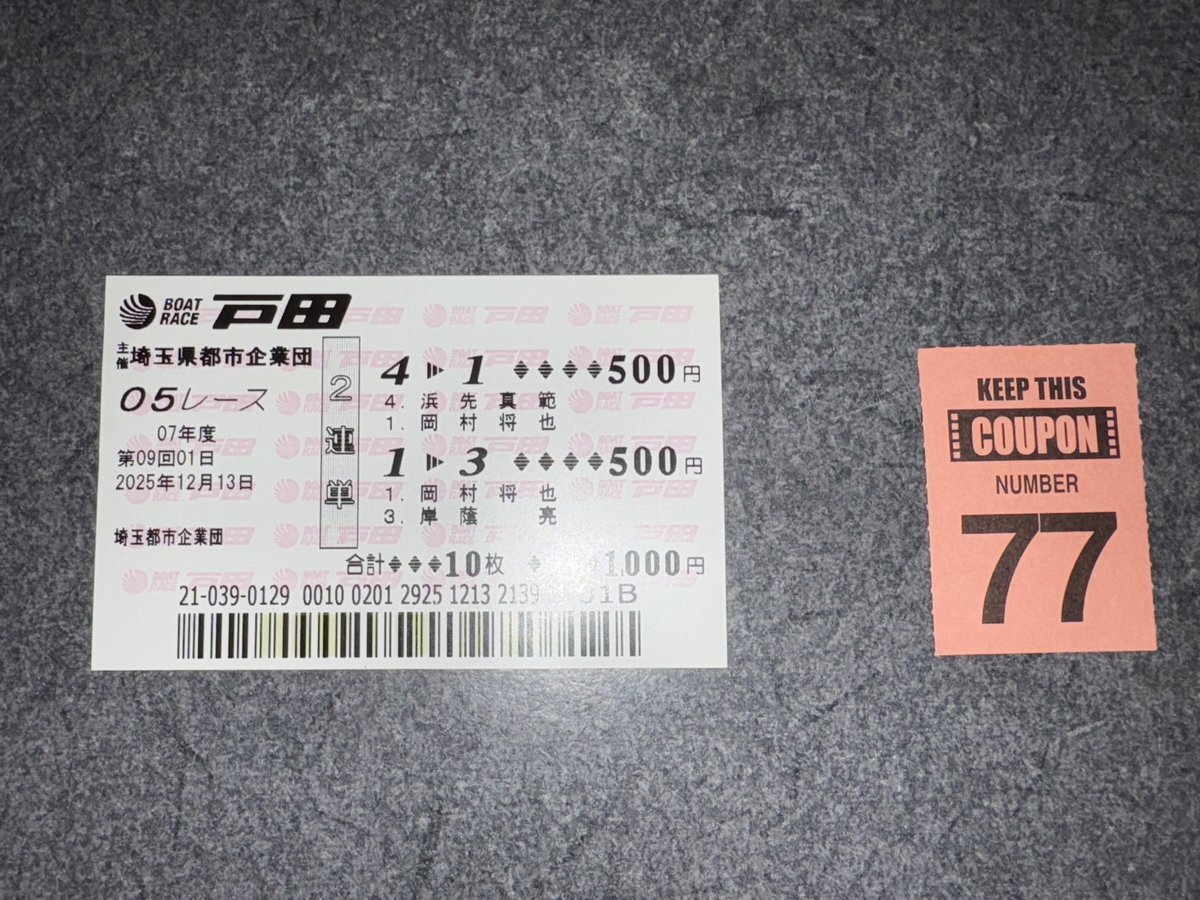 BOAT RACE 戸田
主催 埼玉県都市企業団
05レース
07年度
第09回01日
2025年12月13日
埼玉都市企業団
2連単
4 ▶ 1 ◆◆◆◆500円
4. 浜先真範
1. 岡村将也
1 ▶ 3 ◆◆◆◆500円
1. 岡村将也
3. 岸蔭 亮
合計◆◆◆10枚 1,000円
21-039-0129 0010 0201 2925 1213 2139 01B
KEEP THIS
COUPON
NUMBER
77